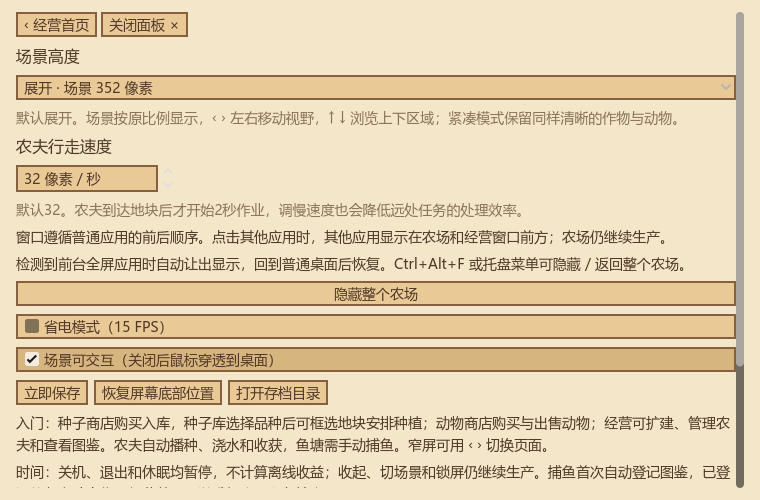 ‹ 经营首页 关闭面板 ×
场景高度
展开 · 场景 352 像素
默认展开。场景按原比例显示，‹ › 左右移动视野，↑↓ 浏览上下区域；紧凑模式保留同样清晰的作物与动物。
农夫行走速度
32 像素 / 秒
默认32。农夫到达地块后才开始2秒作业，调慢速度也会降低远处任务的处理效率。
窗口遵循普通应用的前后顺序。点击其他应用时，其他应用显示在农场和经营窗口前方；农场仍继续生产。
检测到前台全屏应用时自动让出显示，回到普通桌面后恢复。Ctrl+Alt+F 或托盘菜单可隐藏 / 返回整个农场。
隐藏整个农场
省电模式（15 FPS）
场景可交互（关闭后鼠标穿透到桌面）
立即保存 恢复屏幕底部位置 打开存档目录
入门：种子商店购买入库，种子库选择品种后可框选地块安排种植；动物商店购买与出售动物；经营可扩建、管理农
夫和查看图鉴。农夫自动播种、浇水和收获，鱼塘需手动捕鱼。窄屏可用 ‹ › 切换页面。
时间：关机、退出和休眠均暂停，不计算离线收益；收起、切场景和锁屏仍继续生产。捕鱼首次自动登记图鉴，已登